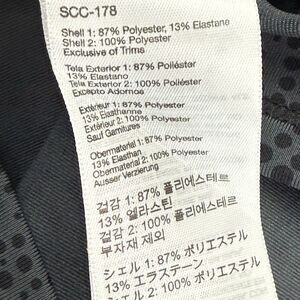 SCC-178
Shell 1: 87% Polyester, 13% Elastane
Shell 2: 100% Polyester
Exclusive of Trims
Tela Exterior 1: 87% Poliéster
13% Elastano
Tela Exterior 2: 100% Poliéster
Excepto Adornos
Extérieur 1: 87% Polyester
13% Élasthanne
Extérieur 2: 100% Polyester
Sauf Garnitures
Obermaterial 1: 87% Polyester
13% Elasthan
Obermaterial 2: 100% Polyester
Ausser Verzierung
겉감 1: 87% 폴리에스테르
13% 엘라스틴
겉감 2: 100% 폴리에스테르
부자재 제외
シェル 1: 87% ポリエステル
13% エラステーン
シェル 2: 100% ポリエステル